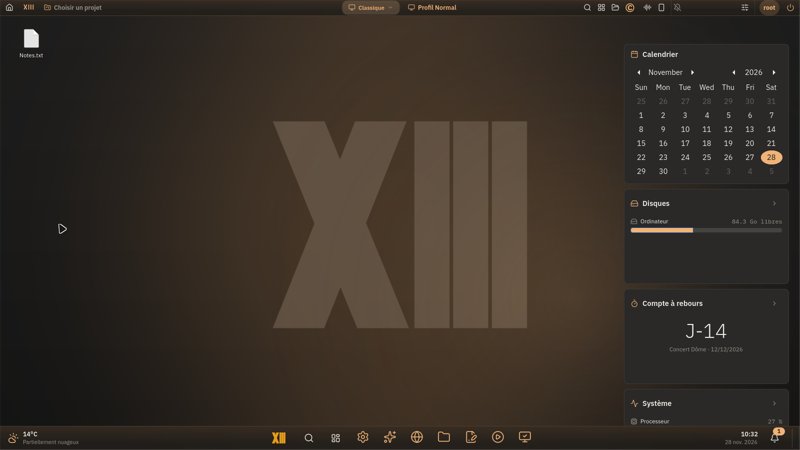 XIII Choisir un projet Classique Profil Normal root
Notes.txt
XIII
Calendrier
November 2026
Sun Mon Tue Wed Thu Fri Sat
25 26 27 28 29 30 31
1 2 3 4 5 6 7
8 9 10 11 12 13 14
15 16 17 18 19 20 21
22 23 24 25 26 27 28
29 30 1 2 3 4 5
Disques
Ordinateur 84.3 Go libres
Compte à rebours
J-14
Concert Dôme · 12/12/2026
Système
Processeur 27 %
14°C
Partiellement nuageux
XIII
10:32
28 nov. 2026
1